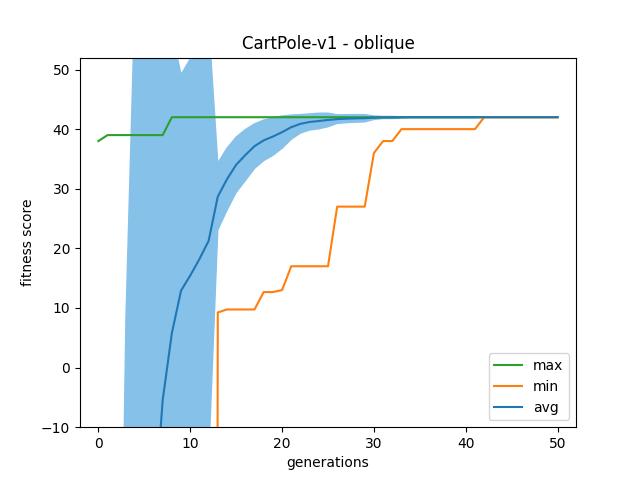 CartPole-v1 - oblique
fitness score
50
40
30
20
10
0
−10
0 10 20 30 40 50
generations
max
min
avg